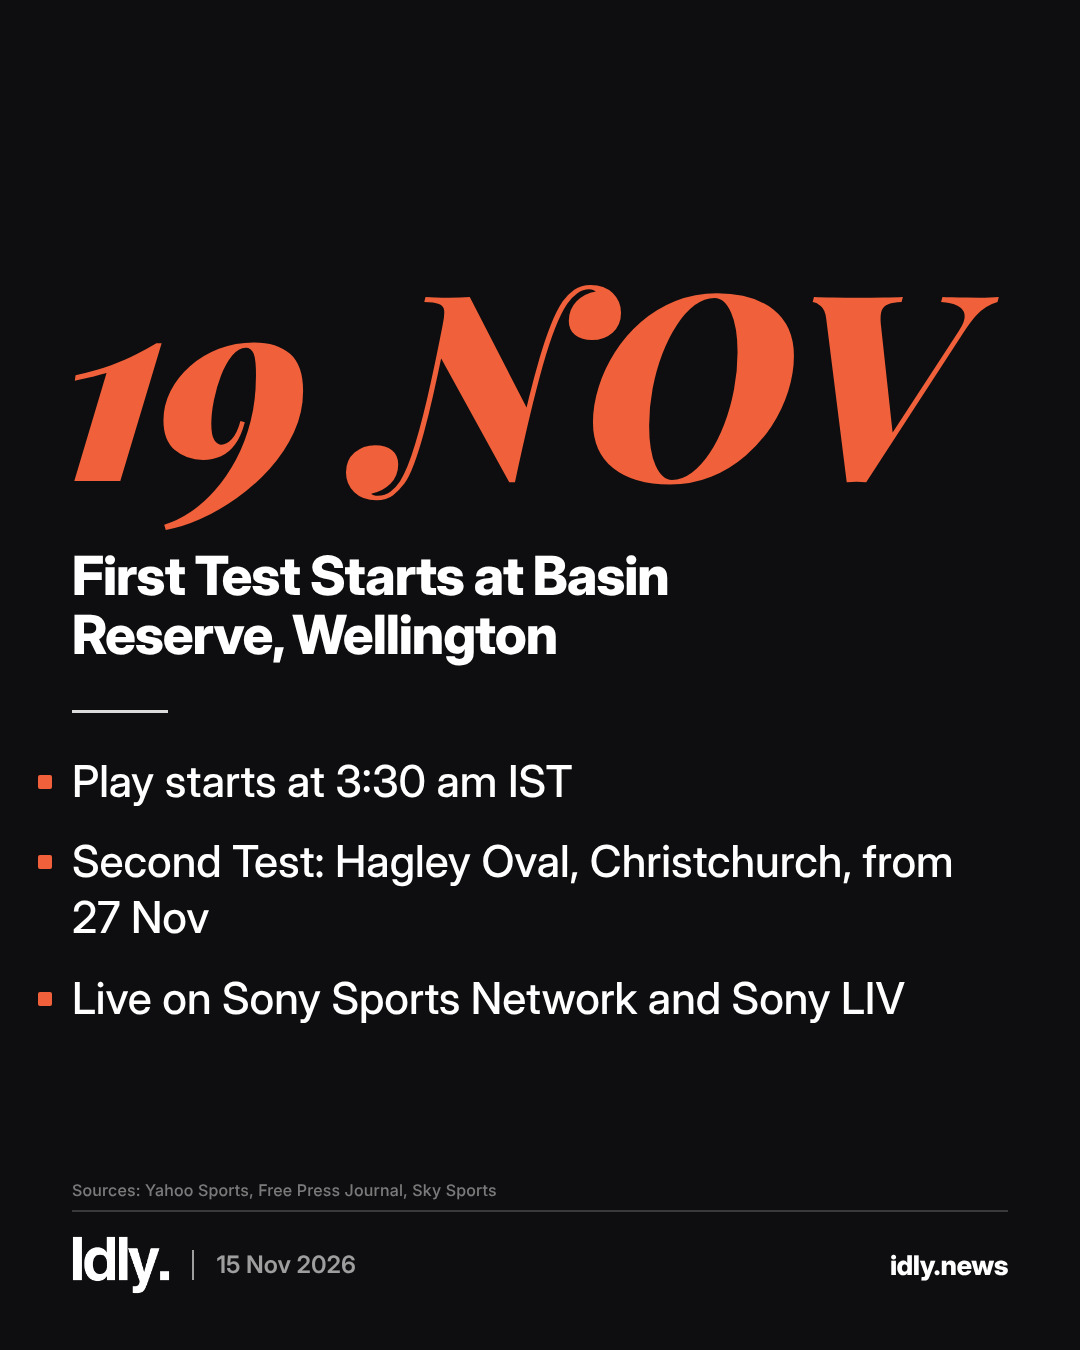 19 NOV
First Test Starts at Basin
Reserve, Wellington
Play starts at 3:30 am IST
Second Test: Hagley Oval, Christchurch, from
27 Nov
Live on Sony Sports Network and Sony LIV
Sources: Yahoo Sports, Free Press Journal, Sky Sports
Idly. | 15 Nov 2026
idly.news